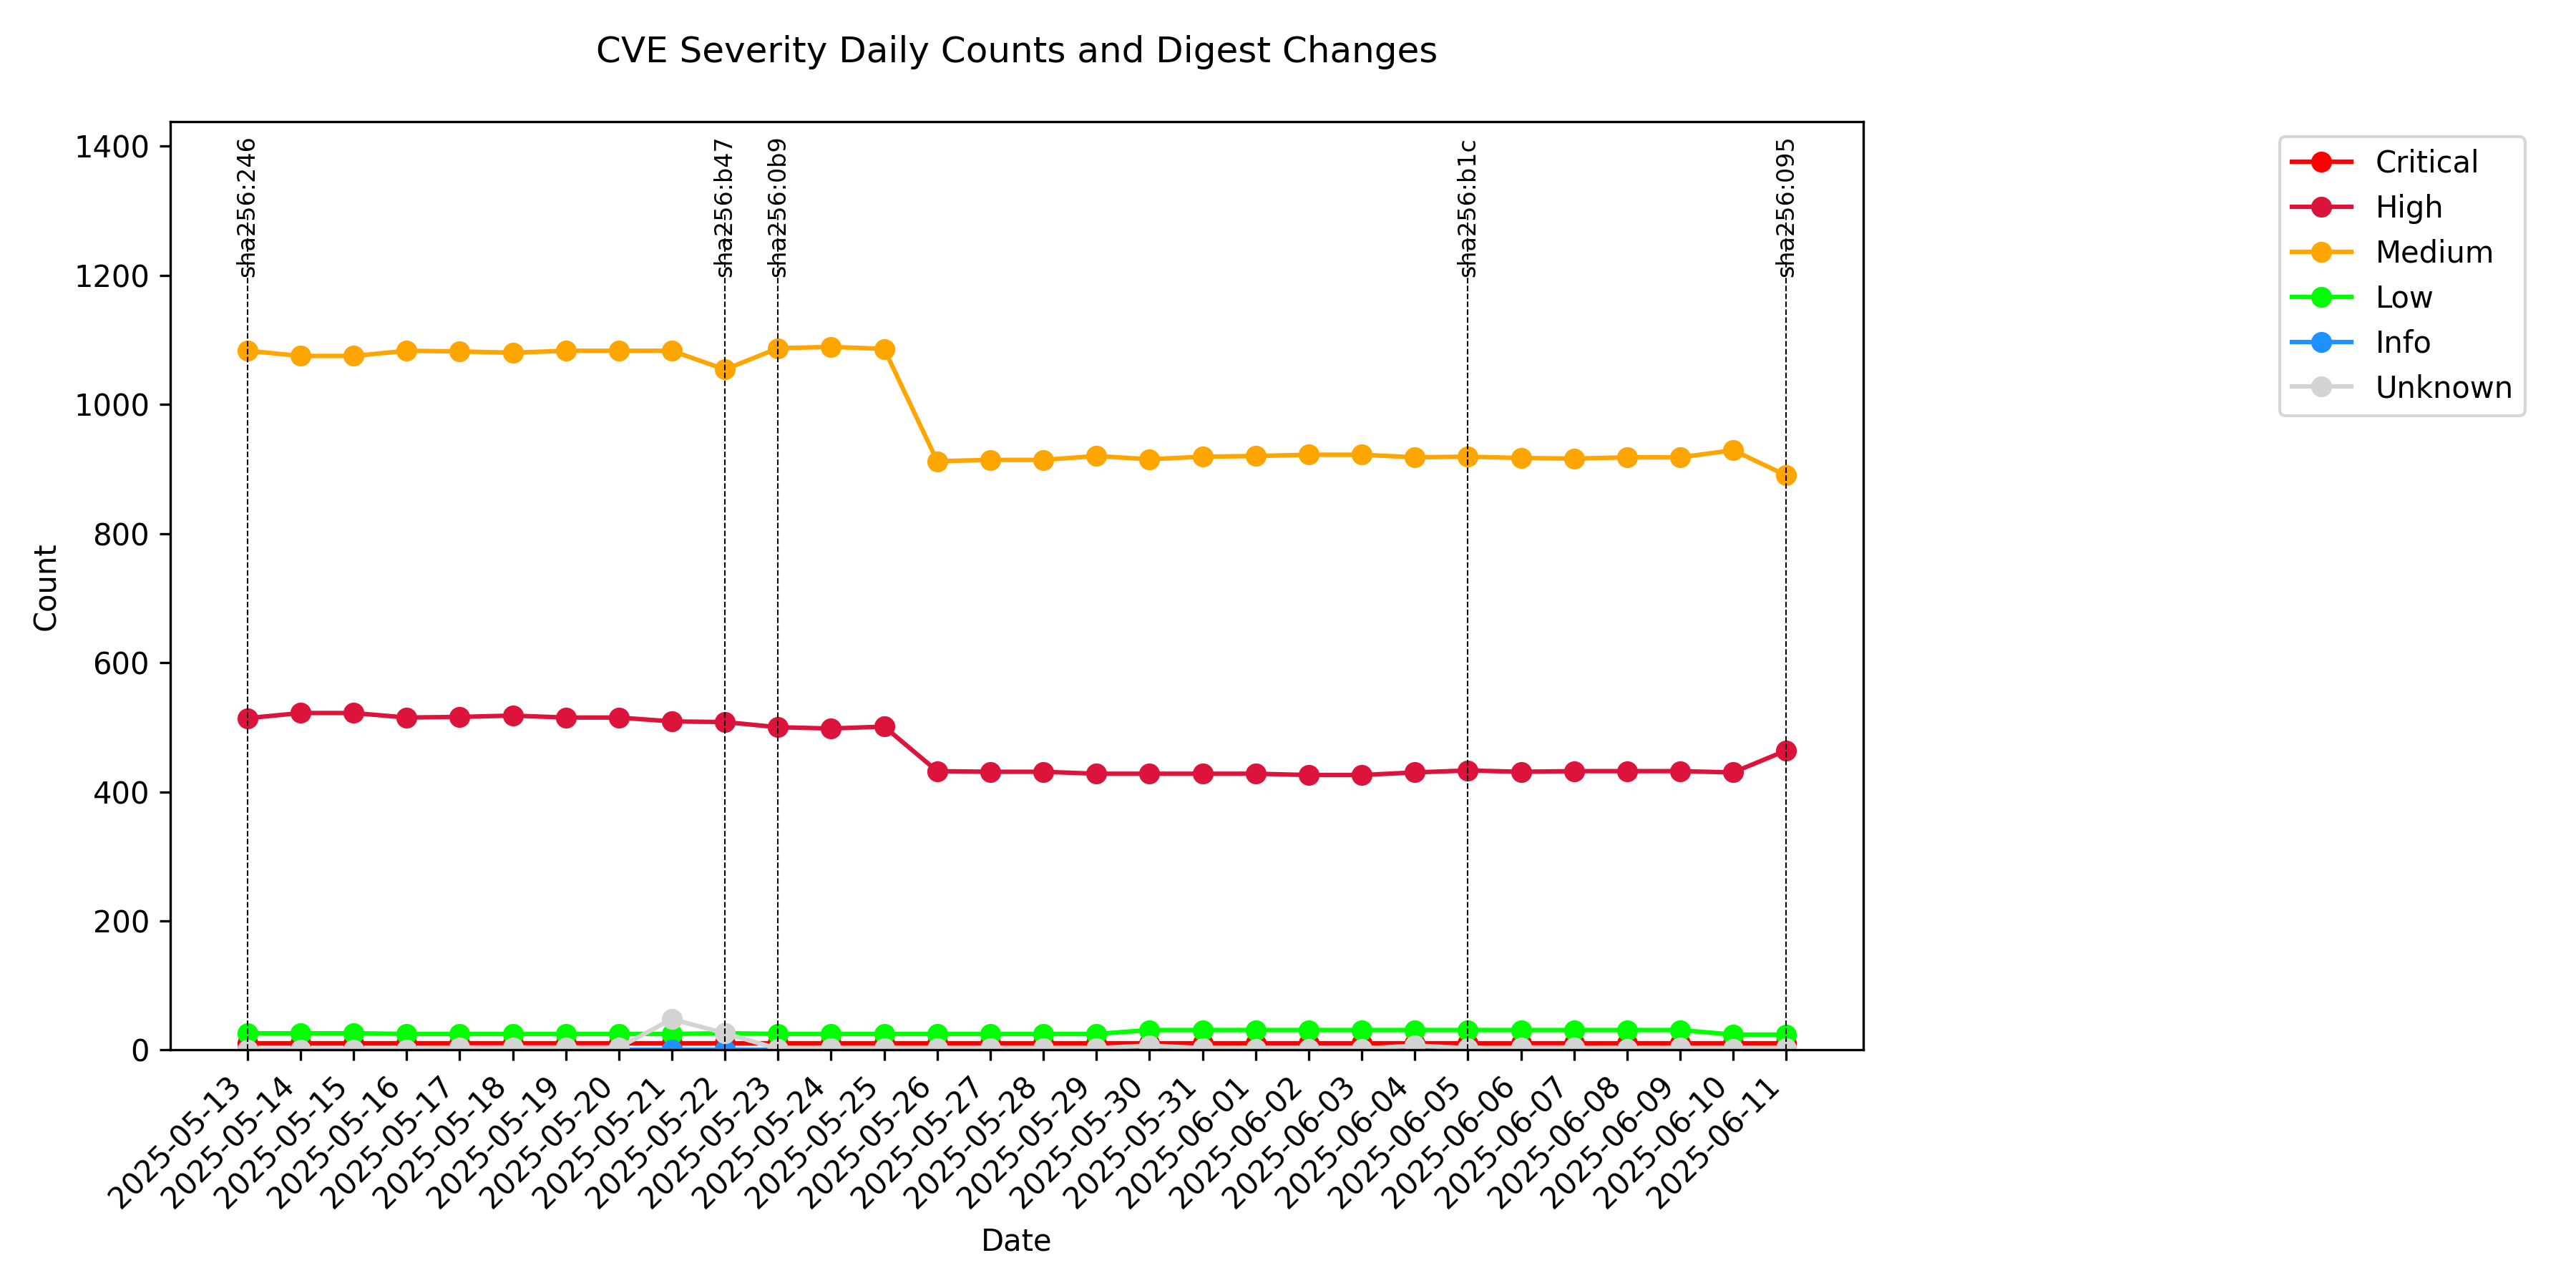 CVE Severity Daily Counts and Digest Changes
sha256:246
sha256:b47
sha256:0b9
sha256:b1c
sha256:095
Critical
High
Medium
Low
Info
Unknown
1400
1200
1000
800
600
400
200
0
Count
2025-05-13
2025-05-14
2025-05-15
2025-05-16
2025-05-17
2025-05-18
2025-05-19
2025-05-20
2025-05-21
2025-05-22
2025-05-23
2025-05-24
2025-05-25
2025-05-26
2025-05-27
2025-05-28
2025-05-29
2025-05-30
2025-05-31
2025-06-01
2025-06-02
2025-06-03
2025-06-04
2025-06-05
2025-06-06
2025-06-07
2025-06-08
2025-06-09
2025-06-10
2025-06-11
Date